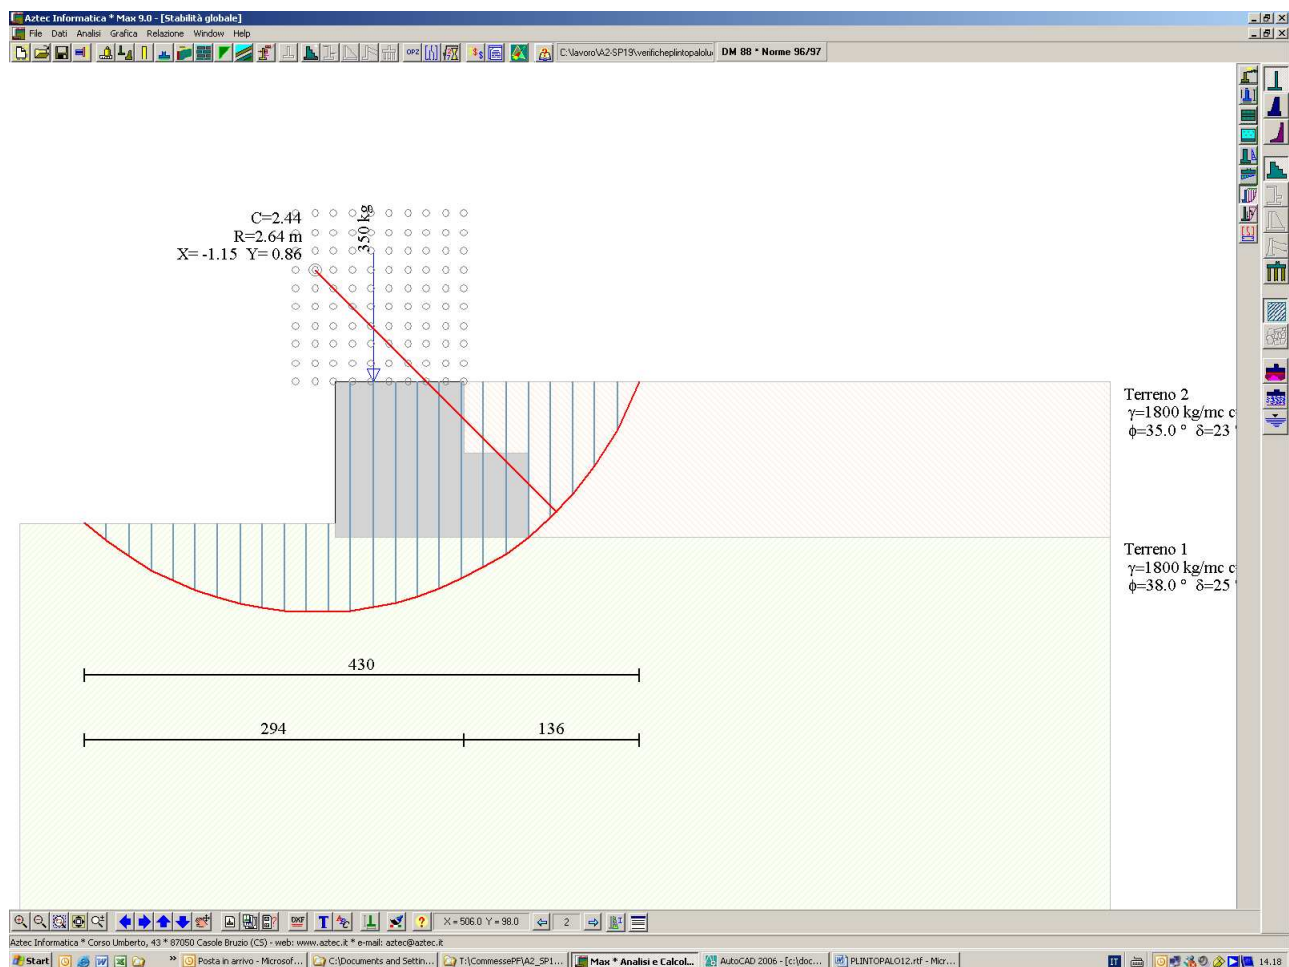 Aztec Informatica * Max 9.0 - [Stabilità globale]
File Dati Analisi Grafica Relazione Window Help
C:\lavoro\A2-SP19\verificheplintopalolu DM 88 * Norme 96/97
350 kg
C=2.44
R=2.64 m
X= -1.15 Y= 0.86
Terreno 2
γ=1800 kg/mc c
ϕ=35.0 ° δ=23 °
Terreno 1
γ=1800 kg/mc c
ϕ=38.0 ° δ=25 °
430
294 136
X = 506.0 Y = 98.0 2
Aztec Informatica * Corso Umberto, 43 * 87050 Casole Bruzio (CS) - web: www.aztec.it * e-mail: aztec@aztec.it
Start » Posta in arrivo - Microsof... C:\Documents and Settin... T:\CommessePF\A2_SP1... Max * Analisi e Calcol... AutoCAD 2006 - [c:\doc... PLINTOPALO12.rtf - Micr... IT 14.18